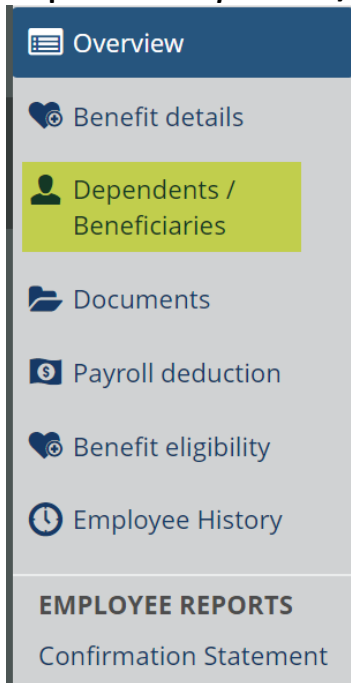 Overview
Benefit details
Dependents /
Beneficiaries
Documents
Payroll deduction
Benefit eligibility
Employee History
EMPLOYEE REPORTS
Confirmation Statement